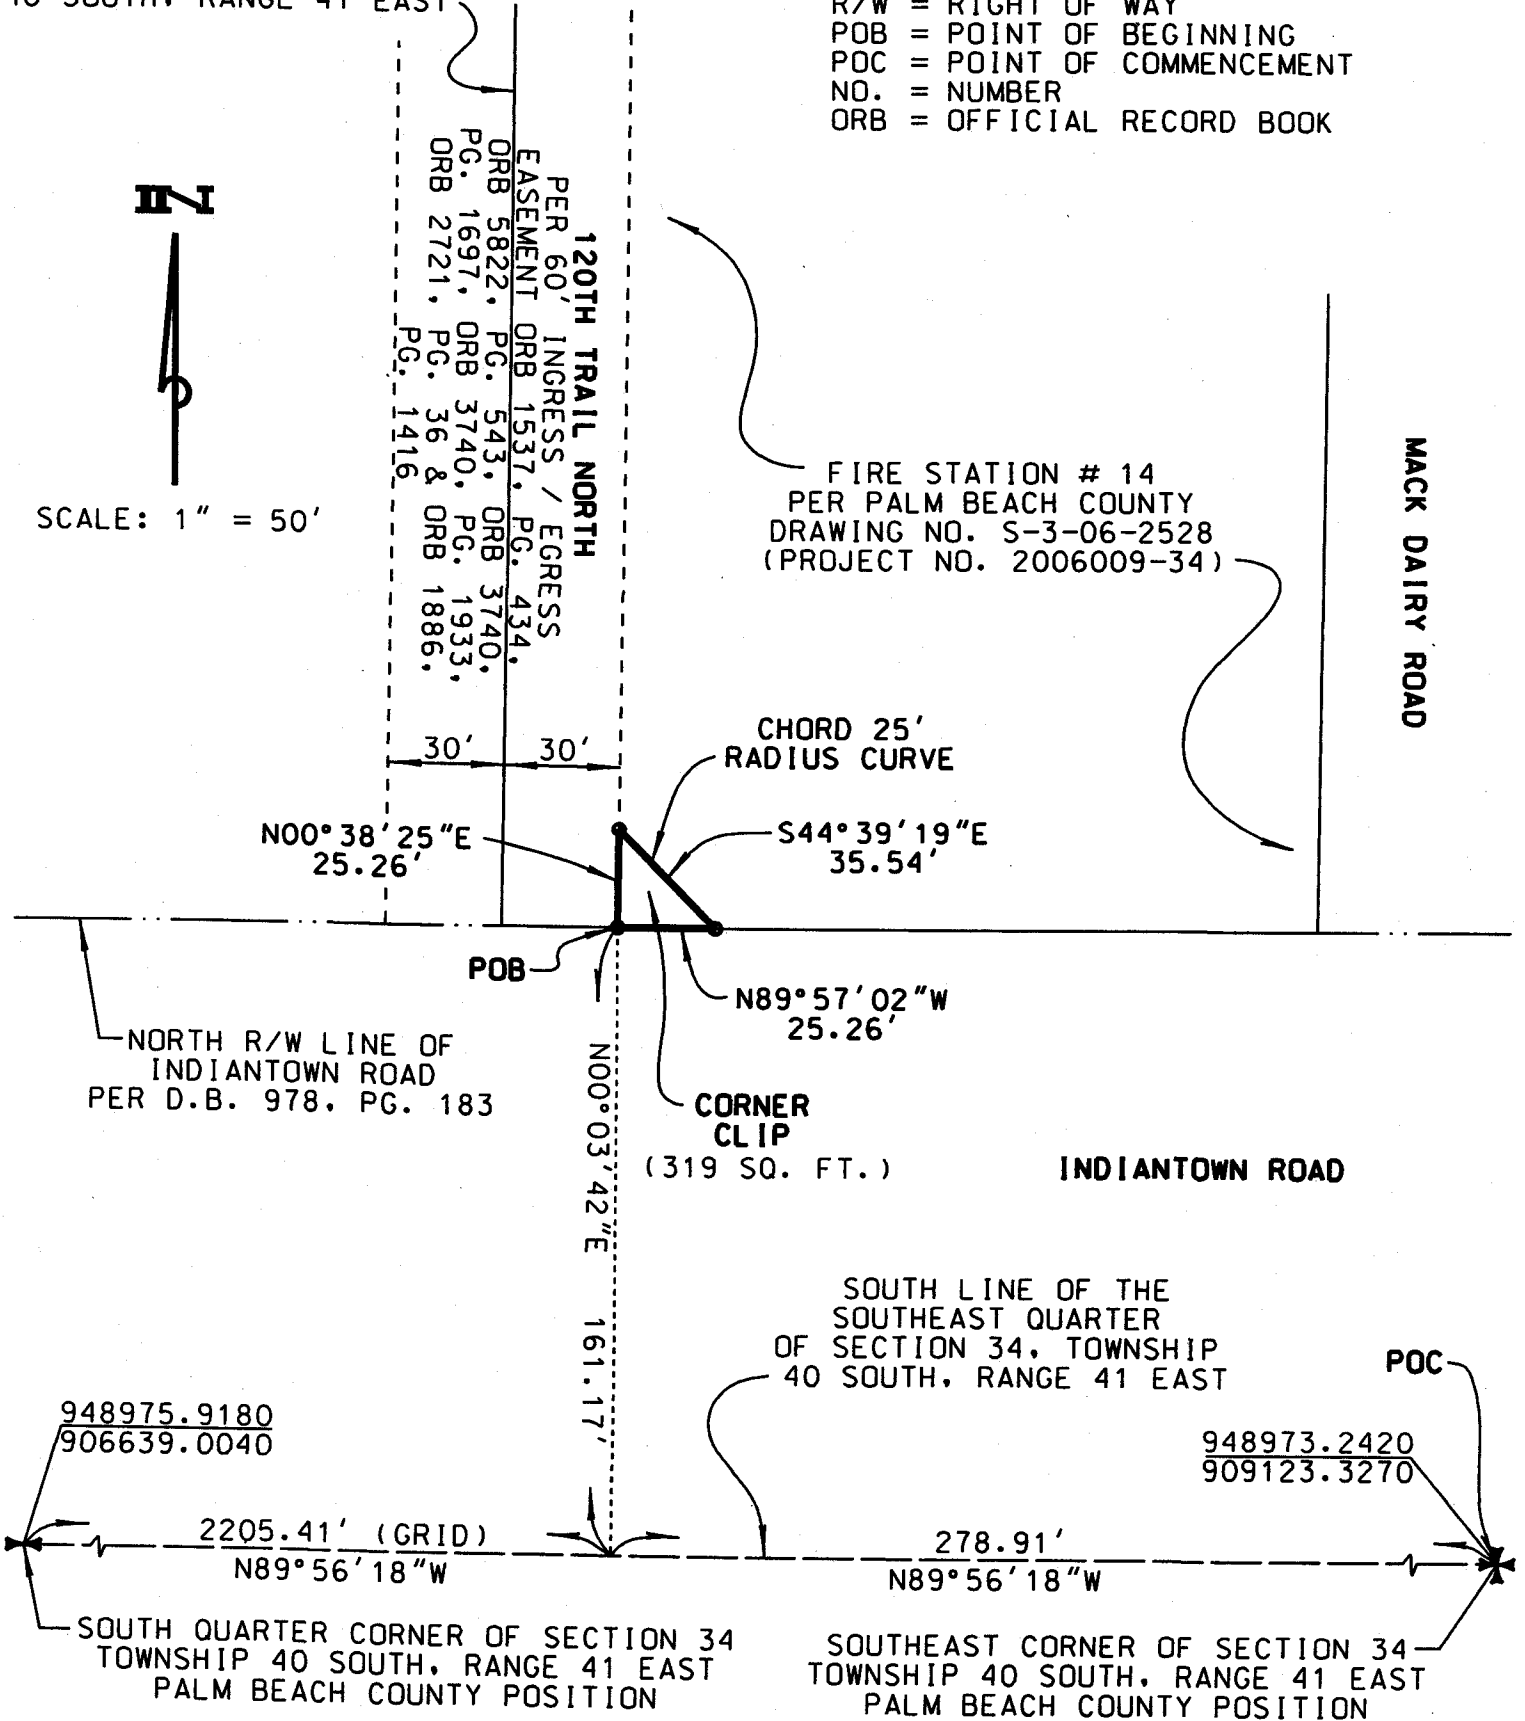 40 SOUTH, RANGE 41 EAST
R/W = RIGHT OF WAY
POB = POINT OF BEGINNING
POC = POINT OF COMMENCEMENT
NO. = NUMBER
ORB = OFFICIAL RECORD BOOK
N
SCALE: 1" = 50'
120TH TRAIL NORTH
PER 60' INGRESS / EGRESS
EASEMENT ORB 1537, PG. 434,
ORB 5822, PG. 543, ORB 3740,
PG. 1697, ORB 3740, PG. 1933,
ORB 2721, PG. 36 & ORB 1886,
PG. 1416
FIRE STATION # 14
PER PALM BEACH COUNTY
DRAWING NO. S-3-06-2528
(PROJECT NO. 2006009-34)
MACK DAIRY ROAD
30'
30'
CHORD 25'
RADIUS CURVE
N00°38'25"E
25.26'
S44°39'19"E
35.54'
POB
N89°57'02"W
25.26'
NORTH R/W LINE OF
INDIANTOWN ROAD
PER D.B. 978, PG. 183
N00°03'42"E 161.17'
CORNER
CLIP
(319 SQ. FT.)
INDIANTOWN ROAD
SOUTH LINE OF THE
SOUTHEAST QUARTER
OF SECTION 34, TOWNSHIP
40 SOUTH, RANGE 41 EAST
POC
948975.9180
906639.0040
948973.2420
909123.3270
2205.41' (GRID)
N89°56'18"W
278.91'
N89°56'18"W
SOUTH QUARTER CORNER OF SECTION 34
TOWNSHIP 40 SOUTH, RANGE 41 EAST
PALM BEACH COUNTY POSITION
SOUTHEAST CORNER OF SECTION 34
TOWNSHIP 40 SOUTH, RANGE 41 EAST
PALM BEACH COUNTY POSITION